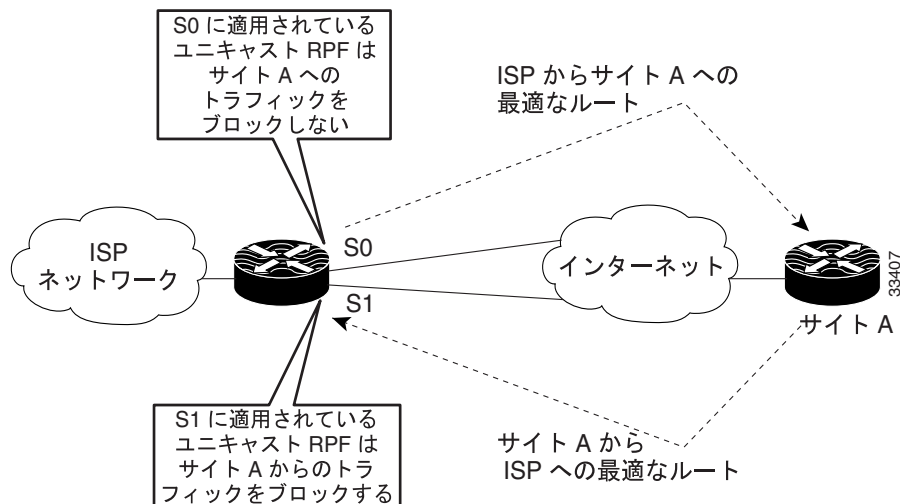 S0 に適用されている
ユニキャスト RPF は
サイト A への
トラフィックを
ブロックしない
ISP からサイト A への
最適なルート
ISP
ネットワーク
S0
S1
インターネット
サイト A
33407
S1 に適用されている
ユニキャスト RPF は
サイト A からのトラ
フィックをブロックする
サイト A から
ISP への最適なルート